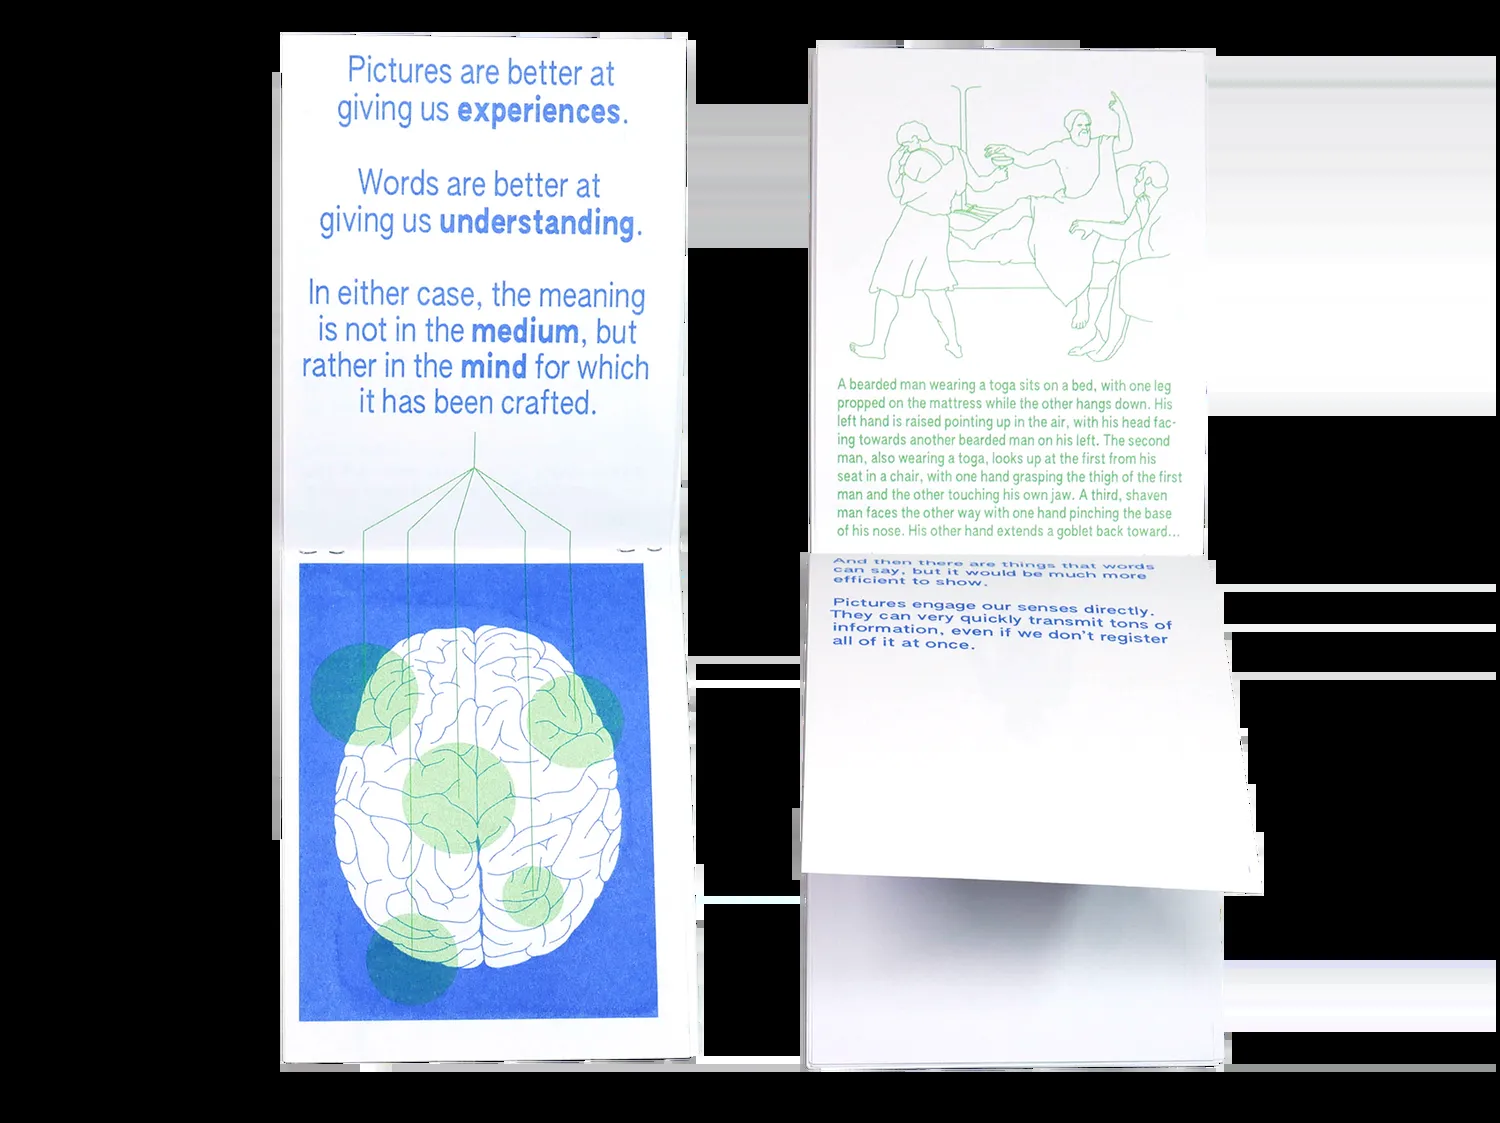 Pictures are better at
giving us experiences.
Words are better at
giving us understanding.
In either case, the meaning
is not in the medium, but
rather in the mind for which
it has been crafted.
A bearded man wearing a toga sits on a bed, with one leg
propped on the mattress while the other hangs down. His
left hand is raised pointing up in the air, with his head fac-
ing towards another bearded man on his left. The second
man, also wearing a toga, looks up at the first from his
seat in a chair, with one hand grasping the thigh of the first
man and the other touching his own jaw. A third, shaven
man faces the other way with one hand pinching the base
of his nose. His other hand extends a goblet back toward...
And then there are things that words
can say, but it would be much more
efficient to show.
Pictures engage our senses directly.
They can very quickly transmit tons of
information, even if we don't register
all of it at once.